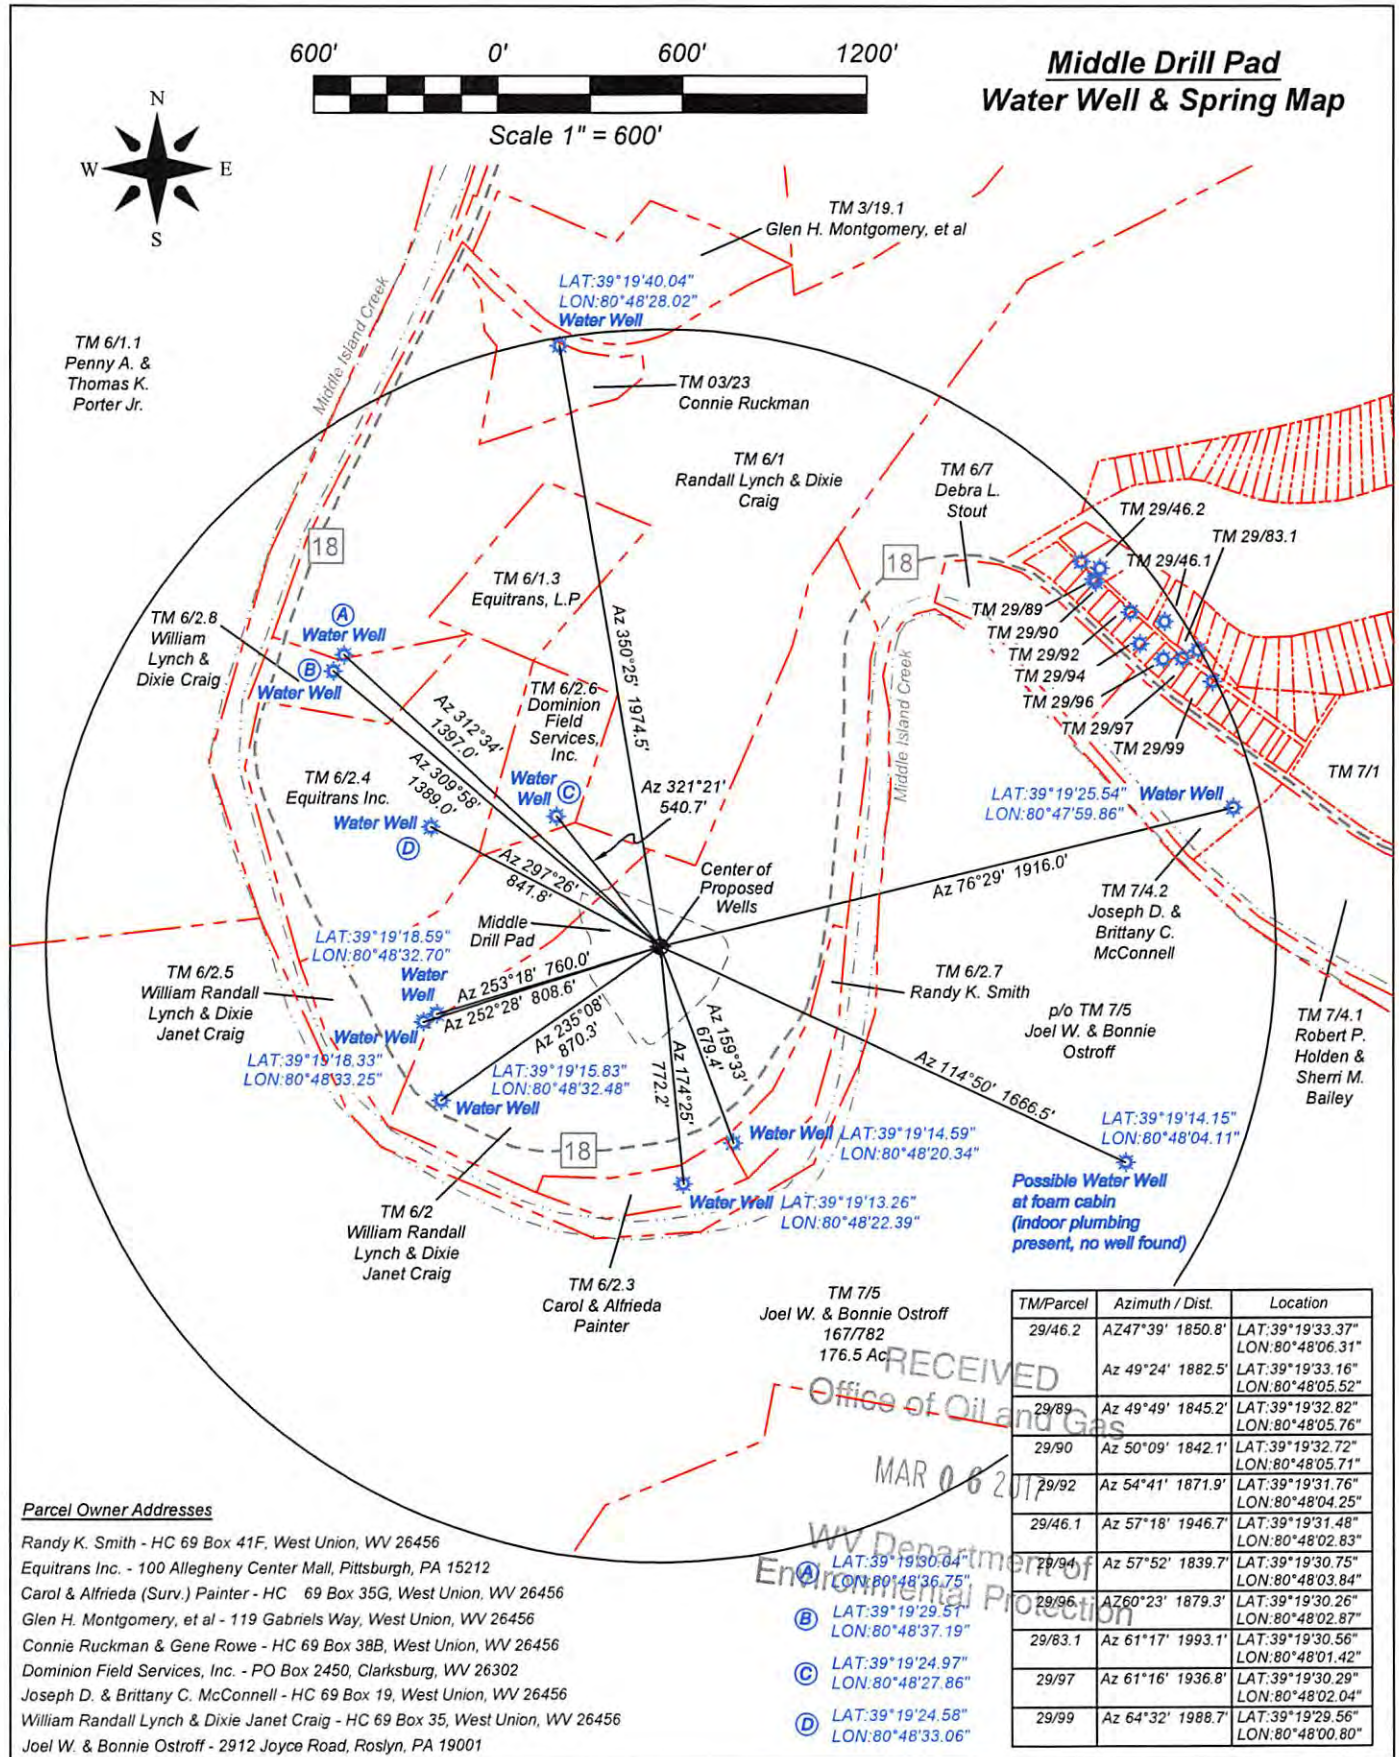 600' 0' 600' 1200'
Scale 1" = 600'
Middle Drill Pad
Water Well & Spring Map
N
W E
S
TM 3/19.1
Glen H. Montgomery, et al
LAT:39°19'40.04"
LON:80°48'28.02"
Water Well
Middle Island Creek
TM 6/1.1
Penny A. &
Thomas K.
Porter Jr.
TM 03/23
Connie Ruckman
TM 6/1
Randall Lynch & Dixie
Craig
TM 6/7
Debra L.
Stout
TM 29/46.2
TM 29/83.1
TM 29/46.1
18
18
TM 6/1.3
Equitrans, L.P
TM 29/89
TM 29/90
TM 29/92
TM 29/94
TM 29/96
TM 29/97
TM 29/99
TM 7/1
TM 6/2.8
William
Lynch &
Dixie Craig
A
Water Well
B
Water Well
Az 350°25' 1974.5'
Middle Island Creek
TM 6/2.6
Dominion
Field
Services,
Inc.
Az 312°34'
1397.0'
Az 309°58'
1389.0'
TM 6/2.4
Equitrans Inc.
Water
Well
C
Az 321°21'
540.7'
Water Well
D
LAT:39°19'25.54"
LON:80°47'59.86"
Water Well
Az 297°26'
841.8'
Center of
Proposed
Wells
Az 76°29' 1916.0'
TM 7/4.2
Joseph D. &
Brittany C.
McConnell
Middle
Drill Pad
LAT:39°19'18.59"
LON:80°48'32.70"
Water
Well
TM 6/2.5
William Randall
Lynch & Dixie
Janet Craig
Az 253°18' 760.0'
Az 252°28' 808.6'
Water Well
LAT:39°19'18.33"
LON:80°48'33.25"
TM 6/2.7
Randy K. Smith
p/o TM 7/5
Joel W. & Bonnie
Ostroff
TM 7/4.1
Robert P.
Holden &
Sherri M.
Bailey
Az 235°08'
870.3'
Az 159°33'
679.4'
Az 174°25'
772.2'
Az 114°50' 1666.5'
LAT:39°19'15.83"
LON:80°48'32.48"
Water Well
18
Water Well LAT:39°19'14.59"
LON:80°48'20.34"
LAT:39°19'14.15"
LON:80°48'04.11"
Possible Water Well
at foam cabin
(indoor plumbing
present, no well found)
Water Well LAT:39°19'13.26"
LON:80°48'22.39"
TM 6/2
William Randall
Lynch & Dixie
Janet Craig
TM 6/2.3
Carol & Alfrieda
Painter
TM 7/5
Joel W. & Bonnie Ostroff
167/782
176.5 Ac
RECEIVED
Office of Oil and Gas
MAR 06 2017
WV Department of
Environmental Protection
TM/Parcel Azimuth / Dist. Location
29/46.2 AZ47°39' 1850.8' LAT:39°19'33.37"
LON:80°48'06.31"
Az 49°24' 1882.5' LAT:39°19'33.16"
LON:80°48'05.52"
29/89 Az 49°49' 1845.2' LAT:39°19'32.82"
LON:80°48'05.76"
29/90 Az 50°09' 1842.1' LAT:39°19'32.72"
LON:80°48'05.71"
29/92 Az 54°41' 1871.9' LAT:39°19'31.76"
LON:80°48'04.25"
29/46.1 Az 57°18' 1946.7' LAT:39°19'31.48"
LON:80°48'02.83"
29/94 Az 57°52' 1839.7' LAT:39°19'30.75"
LON:80°48'03.84"
29/96 AZ60°23' 1879.3' LAT:39°19'30.26"
LON:80°48'02.87"
29/63.1 Az 61°17' 1993.1' LAT:39°19'30.56"
LON:80°48'01.42"
29/97 Az 61°16' 1936.8' LAT:39°19'30.29"
LON:80°48'02.04"
29/99 Az 64°32' 1988.7' LAT:39°19'29.56"
LON:80°48'00.80"
A LAT:39°19'30.04"
LON:80°48'36.75"
B LAT:39°19'29.51"
LON:80°48'37.19"
C LAT:39°19'24.97"
LON:80°48'27.86"
D LAT:39°19'24.58"
LON:80°48'33.06"
Parcel Owner Addresses
Randy K. Smith - HC 69 Box 41F, West Union, WV 26456
Equitrans Inc. - 100 Allegheny Center Mall, Pittsburgh, PA 15212
Carol & Alfrieda (Surv.) Painter - HC 69 Box 35G, West Union, WV 26456
Glen H. Montgomery, et al - 119 Gabriels Way, West Union, WV 26456
Connie Ruckman & Gene Rowe - HC 69 Box 38B, West Union, WV 26456
Dominion Field Services, Inc. - PO Box 2450, Clarksburg, WV 26302
Joseph D. & Brittany C. McConnell - HC 69 Box 19, West Union, WV 26456
William Randall Lynch & Dixie Janet Craig - HC 69 Box 35, West Union, WV 26456
Joel W. & Bonnie Ostroff - 2912 Joyce Road, Roslyn, PA 19001